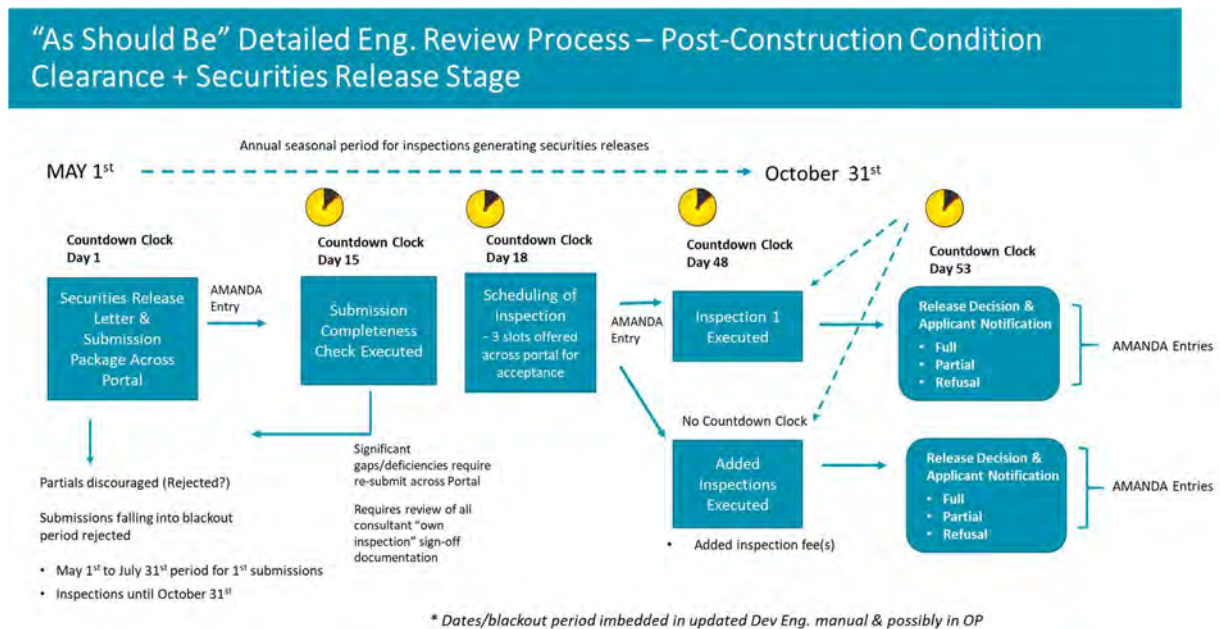 “As Should Be” Detailed Eng. Review Process – Post-Construction Condition
Clearance + Securities Release Stage
Annual seasonal period for inspections generating securities releases
MAY 1st
October 31st
Countdown Clock
Day 1
Securities Release
Letter &
Submission
Package Across
Portal
AMANDA
Entry
Countdown Clock
Day 15
Submission
Completeness
Check Executed
Countdown Clock
Day 18
Scheduling of
Inspection
- 3 slots offered
across portal for
acceptance
AMANDA
Entry
Countdown Clock
Day 48
Inspection 1
Executed
Countdown Clock
Day 53
Release Decision &
Applicant Notification
• Full
• Partial
• Refusal
AMANDA Entries
No Countdown Clock
Added
Inspections
Executed
• Added inspection fee(s)
Release Decision &
Applicant Notification
• Full
• Partial
• Refusal
AMANDA Entries
Significant
gaps/deficiencies require
re-submit across Portal
Requires review of all
consultant “own
inspection” sign-off
documentation
Partials discouraged (Rejected?)
Submissions falling into blackout
period rejected
• May 1st to July 31st period for 1st submissions
• Inspections until October 31st
* Dates/blackout period imbedded in updated Dev Eng. manual & possibly in OP